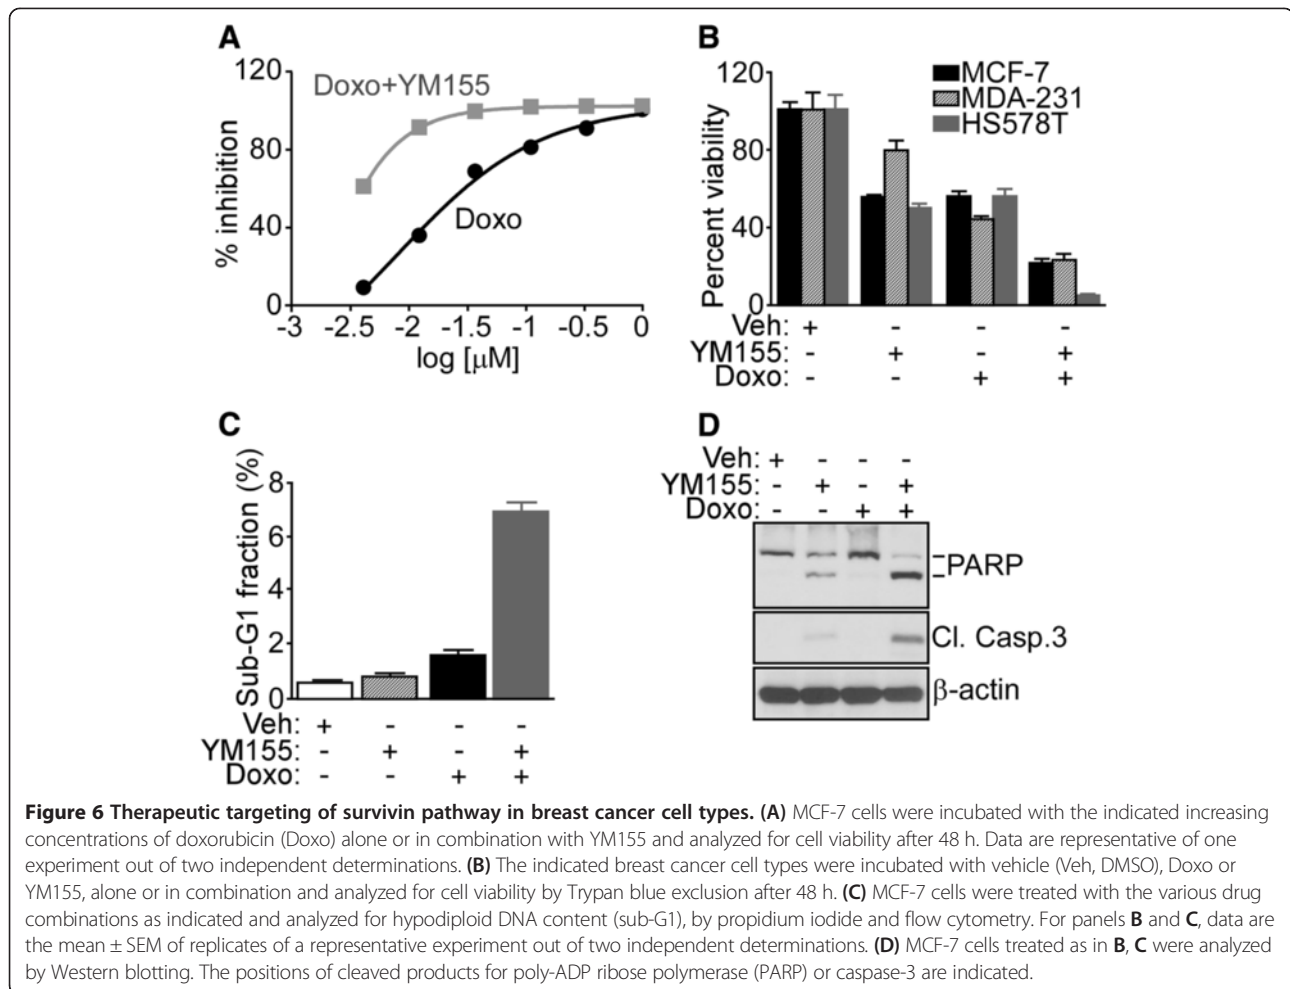 A
120
80
40
0
% inhibition
Doxo+YM155
Doxo
-3 -2.5 -2 -1.5 -1 -0.5 0
log [μM]
B
120
80
40
0
Percent viability
MCF-7
MDA-231
HS578T
Veh: + - - -
YM155: - + - +
Doxo: - - + +
C
8
6
4
2
0
Sub-G1 fraction (%)
Veh: + - - -
YM155: - + - +
Doxo: - - + +
D
Veh: + - - -
YM155: - + - +
Doxo: - - + +
PARP
Cl. Casp.3
β-actin
Figure 6 Therapeutic targeting of survivin pathway in breast cancer cell types. (A) MCF-7 cells were incubated with the indicated increasing
concentrations of doxorubicin (Doxo) alone or in combination with YM155 and analyzed for cell viability after 48 h. Data are representative of one
experiment out of two independent determinations. (B) The indicated breast cancer cell types were incubated with vehicle (Veh, DMSO), Doxo or
YM155, alone or in combination and analyzed for cell viability by Trypan blue exclusion after 48 h. (C) MCF-7 cells were treated with the various drug
combinations as indicated and analyzed for hypodiploid DNA content (sub-G1), by propidium iodide and flow cytometry. For panels B and C, data are
the mean ± SEM of replicates of a representative experiment out of two independent determinations. (D) MCF-7 cells treated as in B, C were analyzed
by Western blotting. The positions of cleaved products for poly-ADP ribose polymerase (PARP) or caspase-3 are indicated.